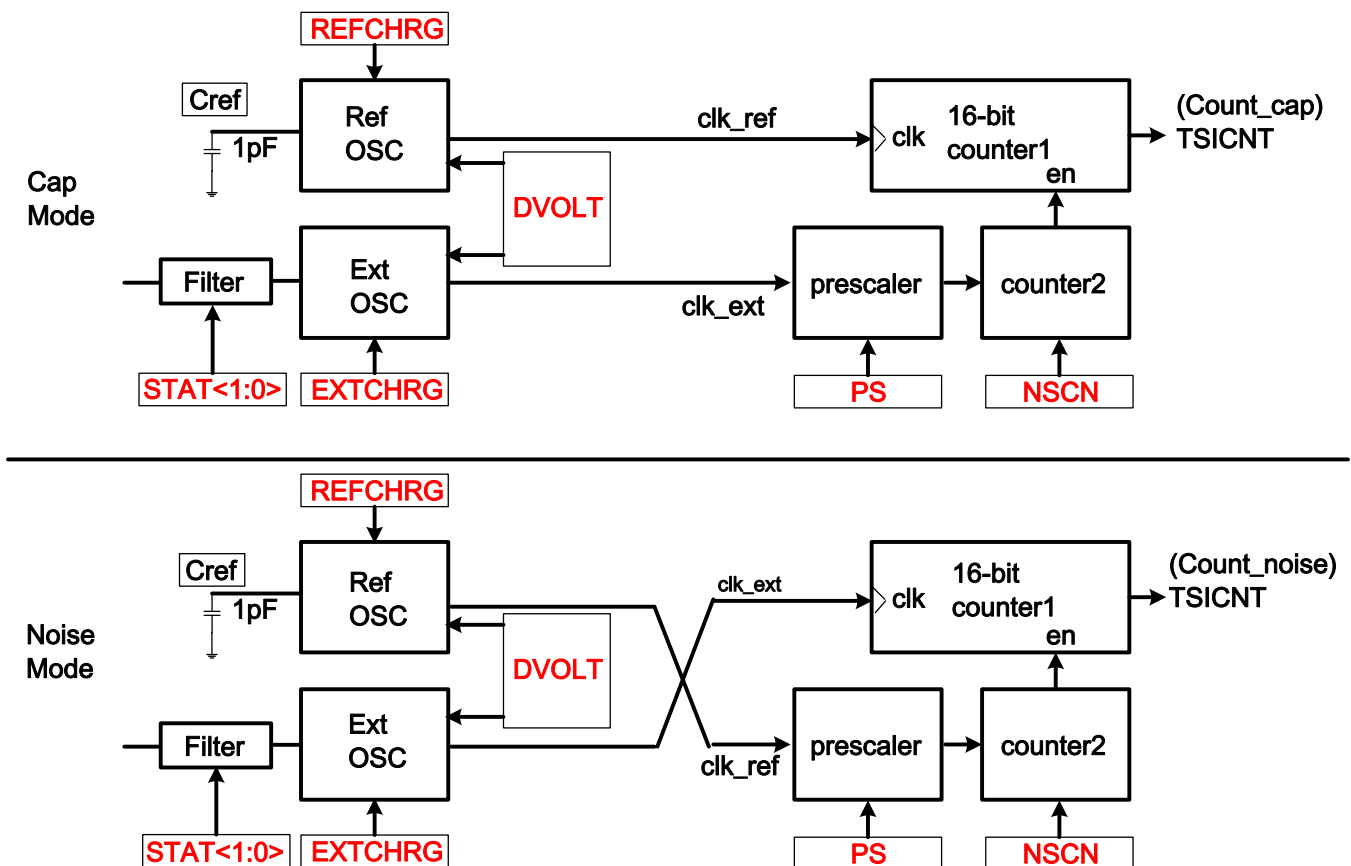 REFCHRG
Cref
1pF
Ref
OSC
clk_ref
clk
16-bit
counter1
en
(Count_cap)
TSICNT
Cap
Mode
DVOLT
Filter
Ext
OSC
clk_ext
prescaler
counter2
STAT<1:0>
EXTCHRG
PS
NSCN
REFCHRG
Cref
1pF
Ref
OSC
clk_ext
clk
16-bit
counter1
en
(Count_noise)
TSICNT
Noise
Mode
DVOLT
Filter
Ext
OSC
clk_ref
prescaler
counter2
STAT<1:0>
EXTCHRG
PS
NSCN